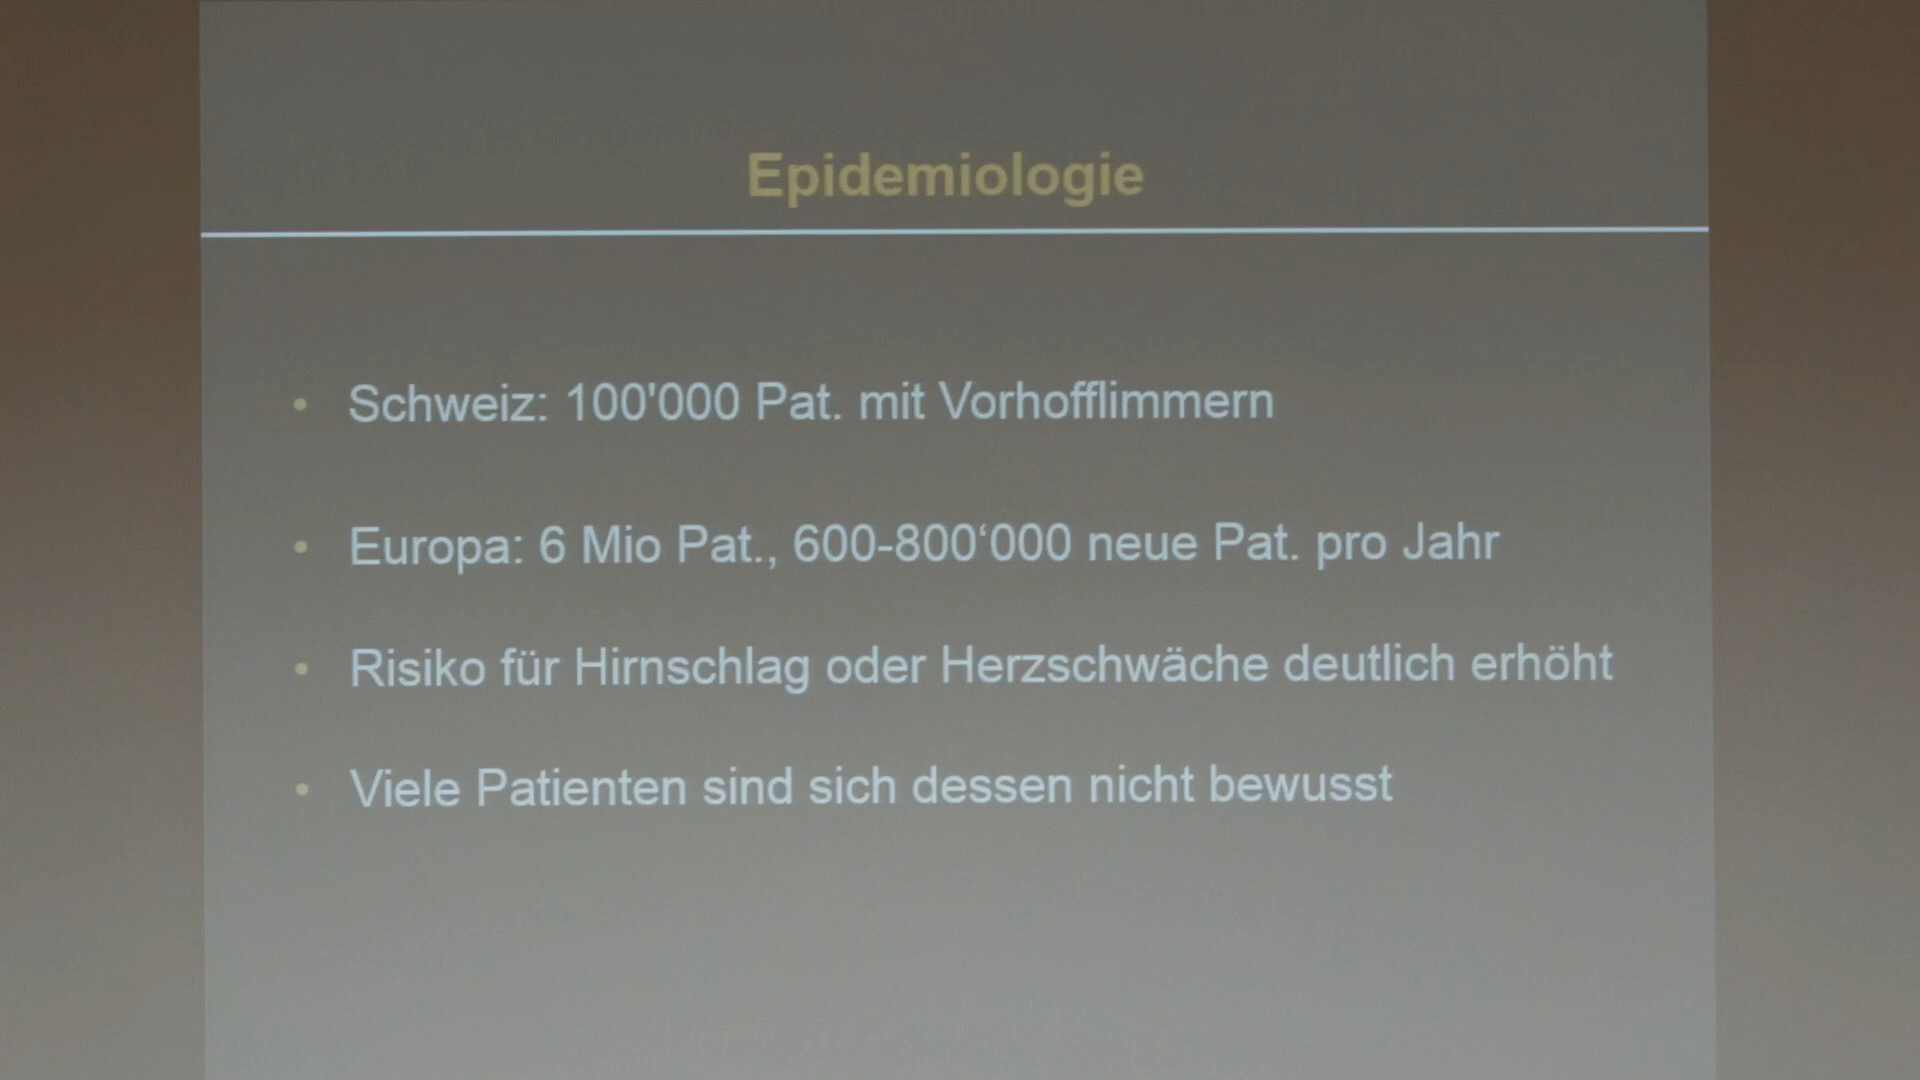 Epidemiologie
• Schweiz: 100'000 Pat. mit Vorhofflimmern
• Europa: 6 Mio Pat., 600-800‘000 neue Pat. pro Jahr
• Risiko für Hirnschlag oder Herzschwäche deutlich erhöht
• Viele Patienten sind sich dessen nicht bewusst